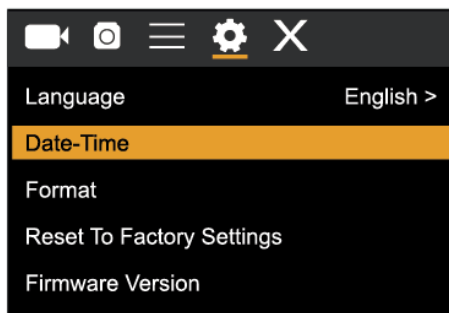 Language English >
Date-Time
Format
Reset To Factory Settings
Firmware Version